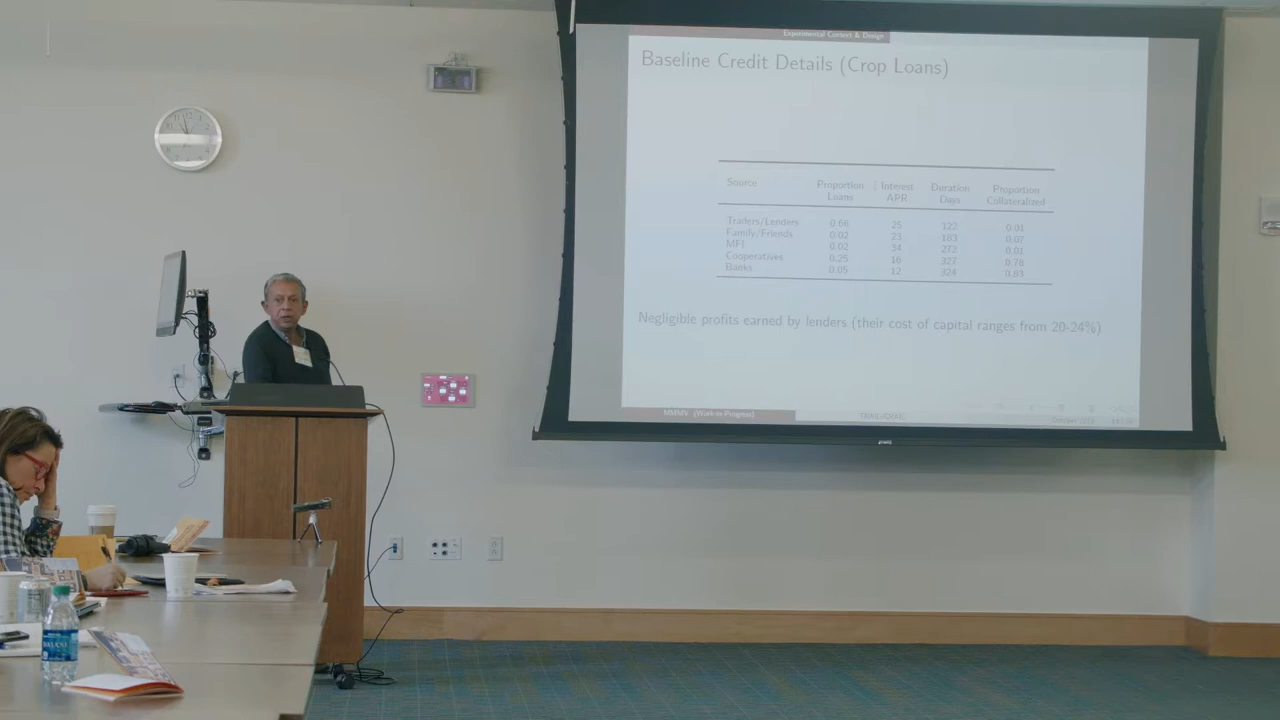 Experimental Context & Design
Baseline Credit Details (Crop Loans)
Source Proportion Loans Interest APR Duration Days Proportion Collateralized
Traders/Lenders 0.66 25 122 0.01
Family/Friends 0.02 23 183 0.07
MFI 0.02 34 272 0.01
Cooperatives 0.25 16 327 0.78
Banks 0.05 12 324 0.83
Negligible profits earned by lenders (their cost of capital ranges from 20-24%)
MMMV (Work-in-Progress)